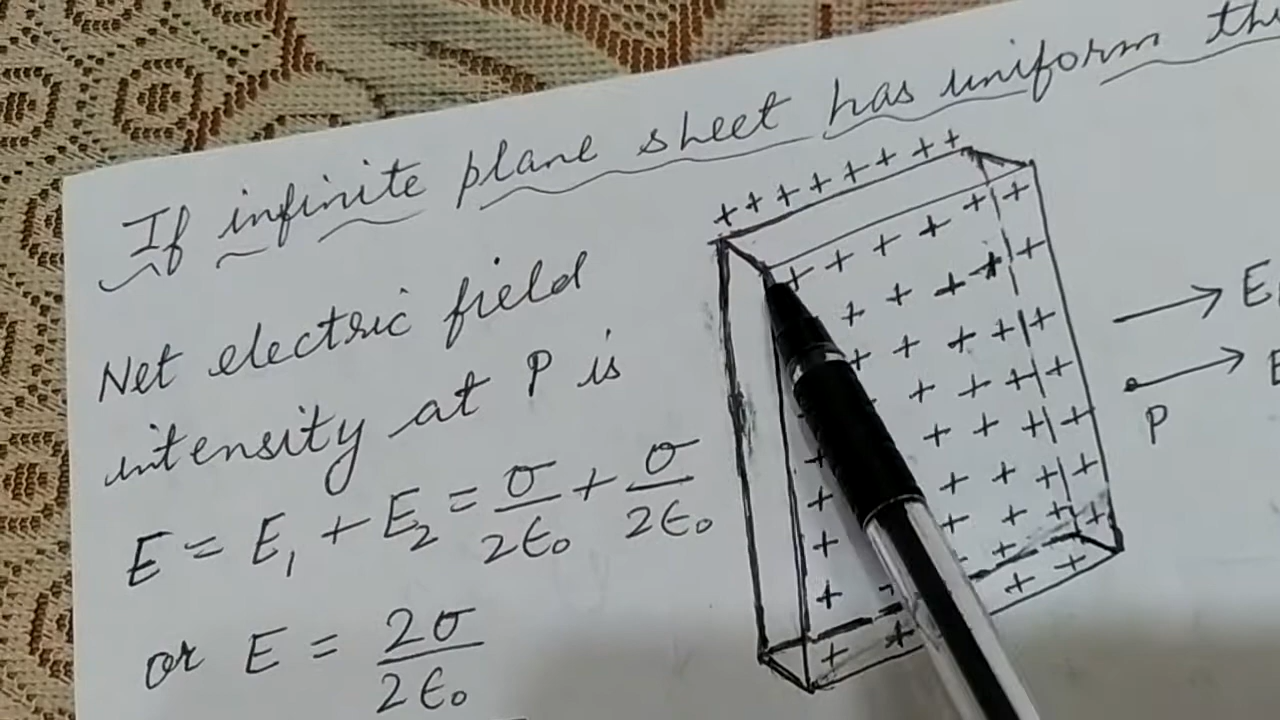 If infinite plane sheet has uniform
Net electric field
intensity at P is
E = E₁ + E₂ = σ/2ϵ₀ + σ/2ϵ₀
or E = 2σ/2ϵ₀
+ + + + + + + +
+ + + + + +
+ + + + +
+ + + + +
+ + + + +
+ + + + +
+ + + + +
+ + + + +
+ + + +
+ + + +
E
E
P